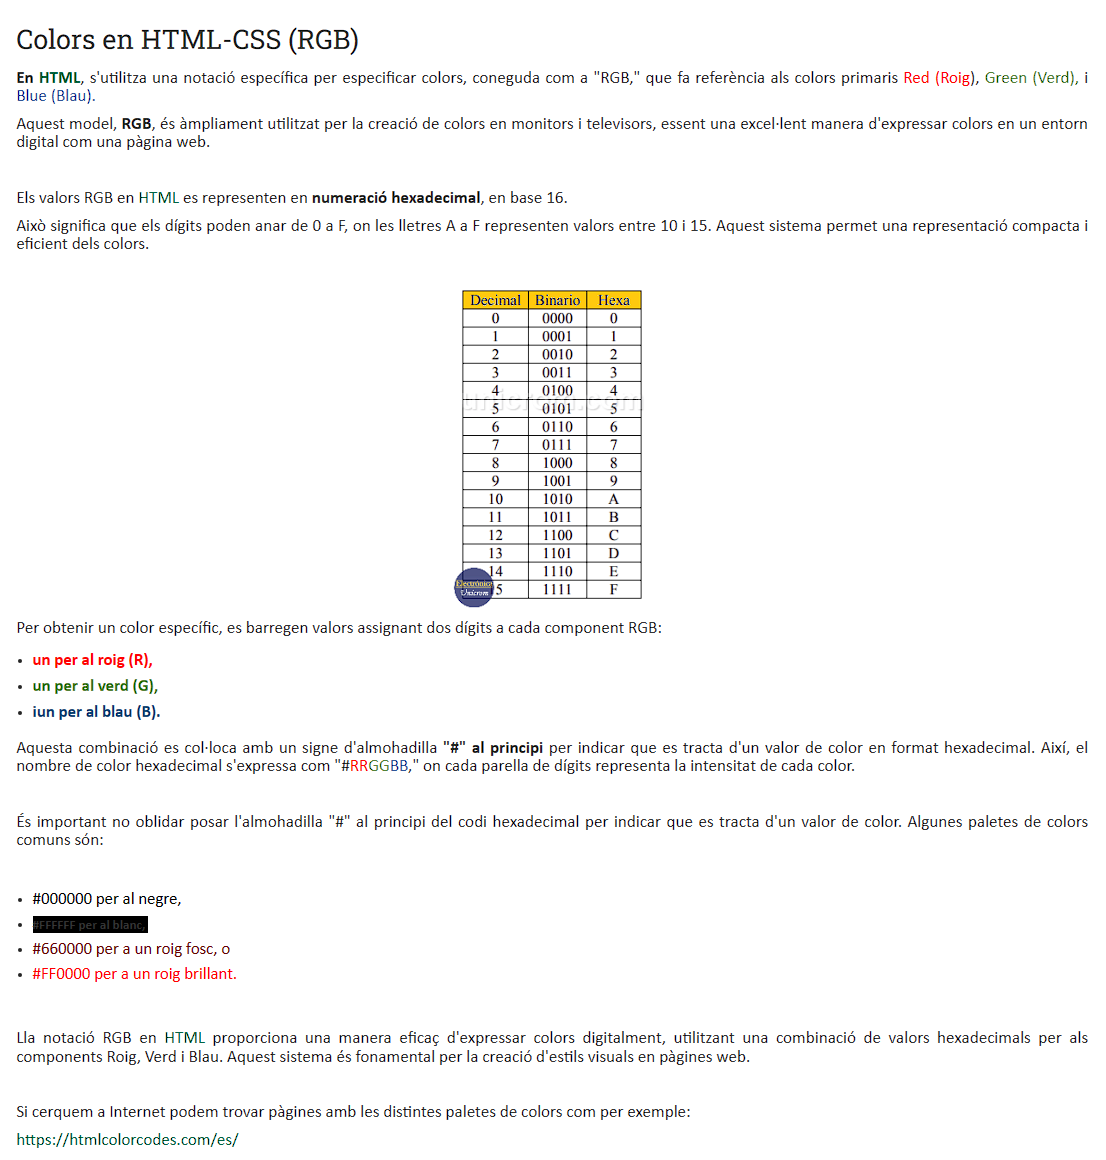 Colors en HTML-CSS (RGB)
En HTML, s'utilitza una notació específica per especificar colors, coneguda com a "RGB," que fa referència als colors primaris Red (Roig), Green (Verd), i
Blue (Blau).
Aquest model, RGB, és àmpliament utilitzat per la creació de colors en monitors i televisors, essent una excel·lent manera d'expressar colors en un entorn
digital com una pàgina web.
Els valors RGB en HTML es representen en numeració hexadecimal, en base 16.
Això significa que els dígits poden anar de 0 a F, on les lletres A a F representen valors entre 10 i 15. Aquest sistema permet una representació compacta i
eficient dels colors.
Decimal Binario Hexa
0 0000 0
1 0001 1
2 0010 2
3 0011 3
4 0100 4
unicrom.com
5 0101 5
6 0110 6
7 0111 7
8 1000 8
9 1001 9
10 1010 A
11 1011 B
12 1100 C
13 1101 D
14 1110 E
5 1111 F
Electrónica
Unicrom
Per obtenir un color específic, es barregen valors assignant dos dígits a cada component RGB:
• un per al roig (R),
• un per al verd (G),
• iun per al blau (B).
Aquesta combinació es col·loca amb un signe d'almohadilla "#" al principi per indicar que es tracta d'un valor de color en format hexadecimal. Així, el
nombre de color hexadecimal s'expressa com "#RRGGBB," on cada parella de dígits representa la intensitat de cada color.
És important no oblidar posar l'almohadilla "#" al principi del codi hexadecimal per indicar que es tracta d'un valor de color. Algunes paletes de colors
comuns són:
• #000000 per al negre,
• #FFFFFF per al blanc,
• #660000 per a un roig fosc, o
• #FF0000 per a un roig brillant.
Lla notació RGB en HTML proporciona una manera eficaç d'expressar colors digitalment, utilitzant una combinació de valors hexadecimals per als
components Roig, Verd i Blau. Aquest sistema és fonamental per la creació d'estils visuals en pàgines web.
Si cerquem a Internet podem trovar pàgines amb les distintes paletes de colors com per exemple:
https://htmlcolorcodes.com/es/